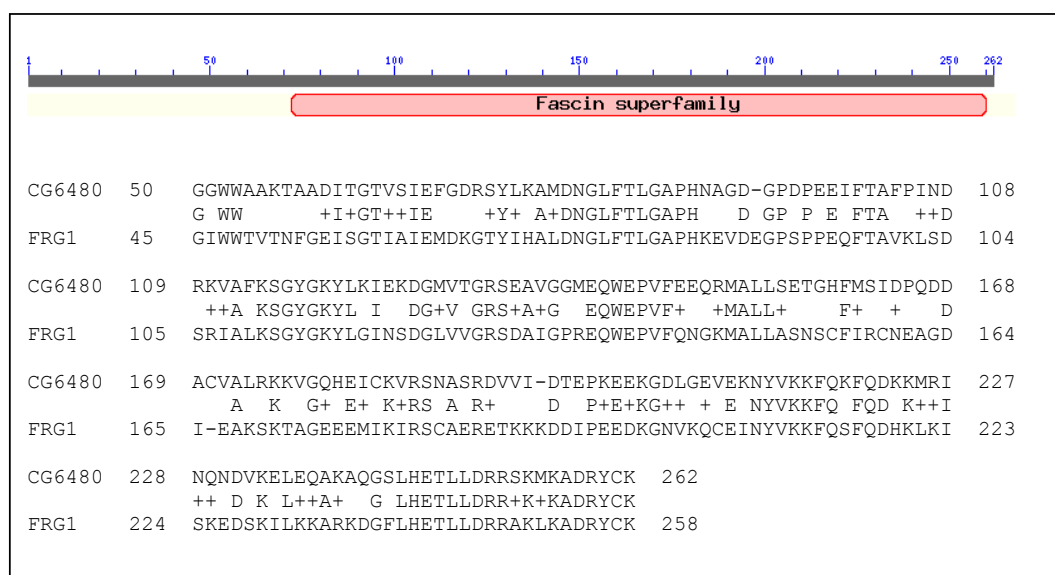 1 50 100 150 200 250 262
Fascin superfamily
CG6480 50 GGWWAAKTAADITGTVSIEFGDRSYLKAMDNGLFTLGAPHNAGD-GPDPEEIFTAFPIND 108
G WW +I+GT++IE +Y+ A+DNGLFTLGAPH D GP P E FTA ++D
FRG1 45 GIWWTVTNFGEISGTIAIEMDKGTYIHALDNGLFTLGAPHKEVDEGPSPPEQFTAVKLSD 104
CG6480 109 RKVAFKSGYGKYLKIEKDGMVTGRSEAVGGMEQWEPVFEEQRMALLSETGHFMSIDPQDD 168
++A KSGYGKYL I DG+V GRS+A+G EQWEPVF+ +MALL+ F+ + D
FRG1 105 SRIALKSGYGKYLGINSDGLVVGRSDAIGPREQWEPVFQNGKMALLASNSCFIRCNEAGD 164
CG6480 169 ACVALRKKVGQHEICKVRSNASRDVVI-DTEPKEEKGDLGEVEKNYVKKFQKFQDKKMRI 227
A K G+ E+ K+RS A R+ D P+E+KG++ + E NYVKKFQ FQD K++I
FRG1 165 I-EAKSKTAGEEEMIKIRSCAERETKKKDDIPEEDKGNVKQCEINYVKKFQSFQDHKLKI 223
CG6480 228 NQNDVKELEQAKAQGSLHETLLDRRSKMKADRYCK 262
++ D K L++A+ G LHETLLDRR+K+KADRYCK
FRG1 224 SKEDSKILKKARKDGFLHETLLDRRAKLKADRYCK 258